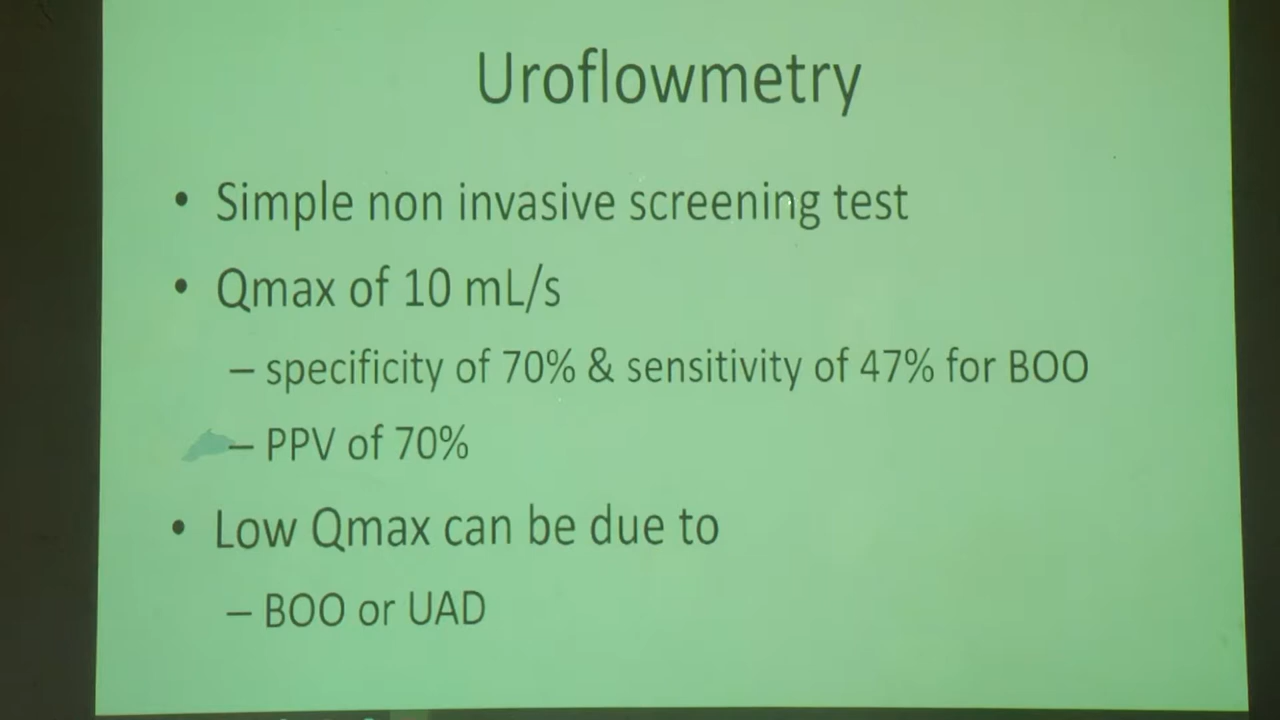 Uroflowmetry
• Simple non invasive screening test
• Qmax of 10 mL/s
– specificity of 70% & sensitivity of 47% for BOO
– PPV of 70%
• Low Qmax can be due to
– BOO or UAD